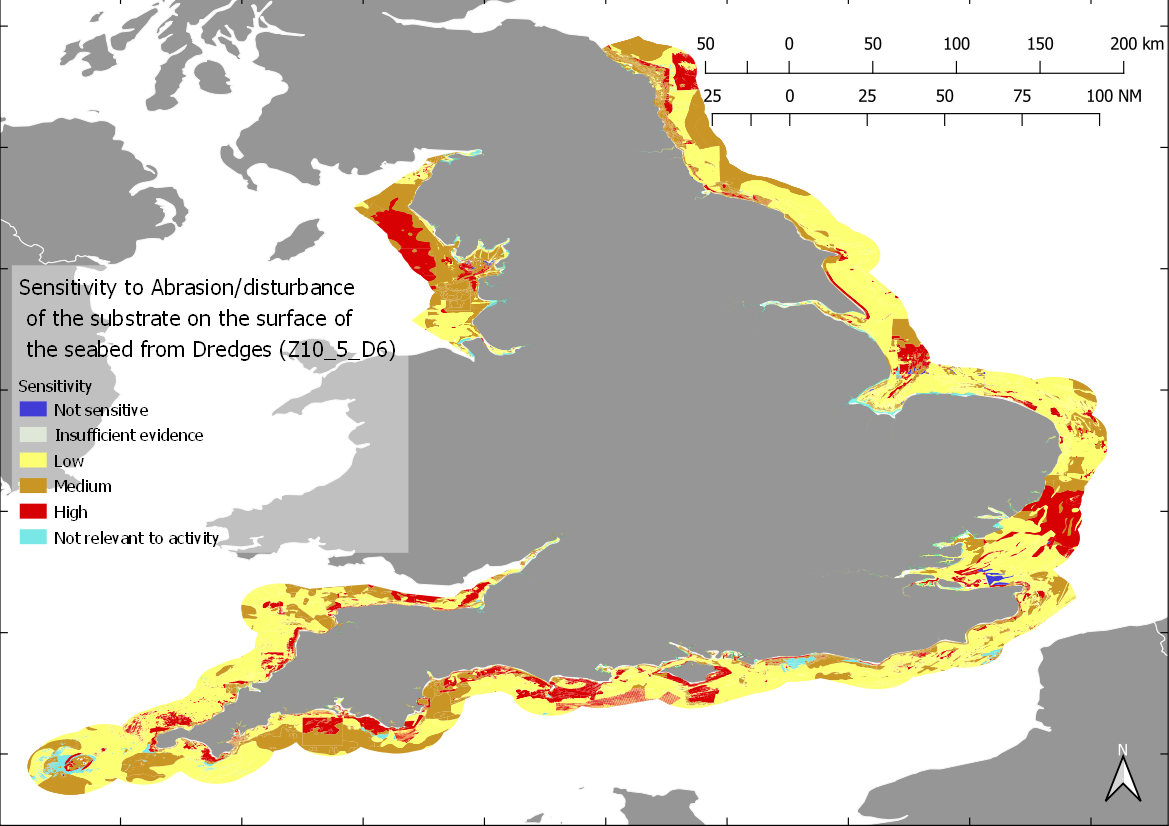 50 0 50 100 150 200 km
25 0 25 50 75 100 NM
Sensitivity to Abrasion/disturbance
of the substrate on the surface of
the seabed from Dredges (Z10_5_D6)
Sensitivity
Not sensitive
Insufficient evidence
Low
Medium
High
Not relevant to activity
N